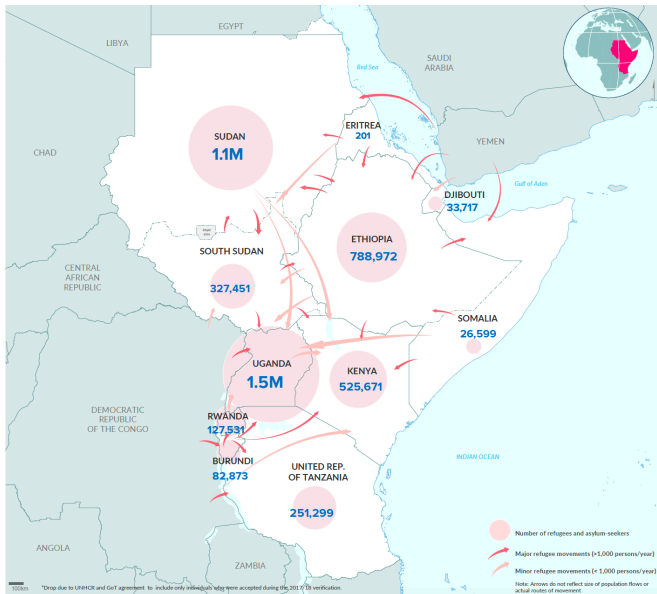 EGYPT
LIBYA
SAUDI
ARABIA
Red Sea
ERITREA
201
SUDAN
1.1M
YEMEN
CHAD
DJIBOUTI
33,717
Gulf of Aden
ETHIOPIA
788,972
Abyei
area
SOUTH SUDAN
327,451
CENTRAL
AFRICAN
REPUBLIC
SOMALIA
26,599
UGANDA
1.5M
KENYA
525,671
DEMOCRATIC
REPUBLIC
OF THE CONGO
RWANDA
127,531
BURUNDI
82,873
INDIAN OCEAN
UNITED REP.
OF TANZANIA
251,299
ANGOLA
ZAMBIA
Number of refugees and asylum-seekers
Major refugee movements (>1,000 persons/year)
Minor refugee movements (< 1,000 persons/year)
Note: Arrows do not reflect size of population flows or
actual routes of movement
100km
*Drop due to UNHCR and GoT agreement to include only individuals who were accepted during the 2017/18 verification.